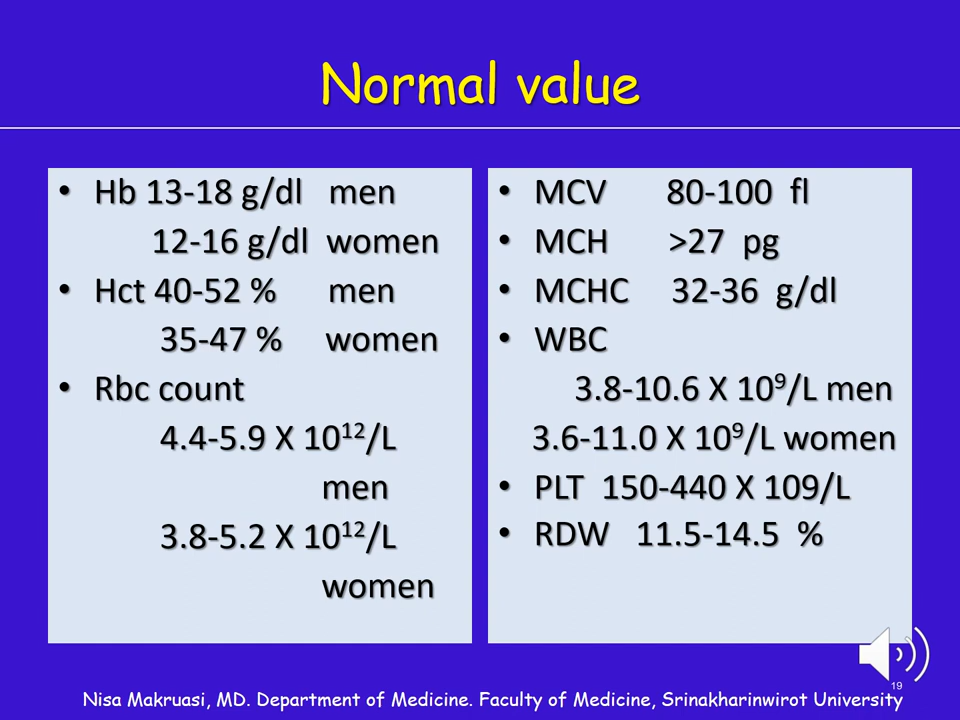 Normal value
• Hb 13-18 g/dl men
12-16 g/dl women
• Hct 40-52 % men
35-47 % women
• Rbc count
4.4-5.9 X 10¹²/L
men
3.8-5.2 X 10¹²/L
women
• MCV 80-100 fl
• MCH >27 pg
• MCHC 32-36 g/dl
• WBC
3.8-10.6 X 10⁹/L men
3.6-11.0 X 10⁹/L women
• PLT 150-440 X 109/L
• RDW 11.5-14.5 %
19
Nisa Makruasi, MD. Department of Medicine. Faculty of Medicine, Srinakharinwirot University